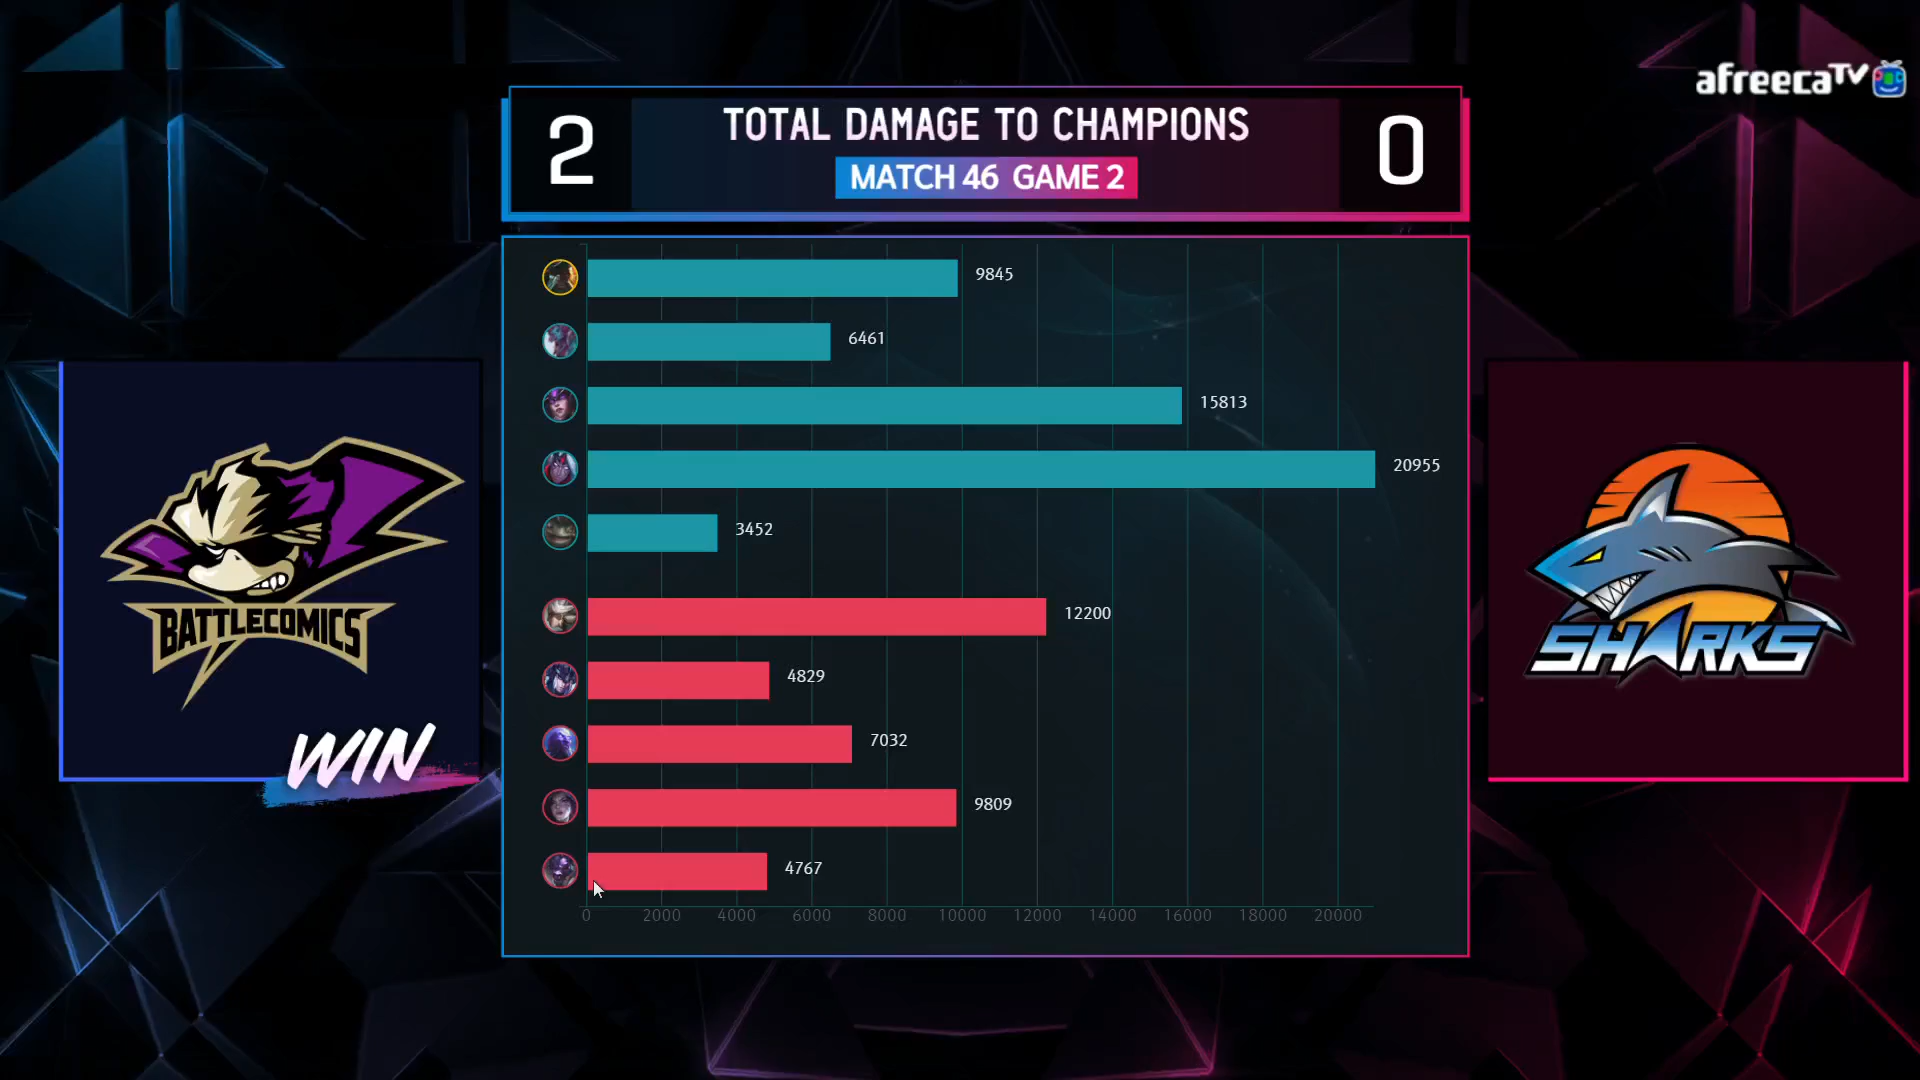 afreecaTV
2
TOTAL DAMAGE TO CHAMPIONS
0
MATCH 46 GAME 2
9845
6461
15813
20955
3452
12200
4829
7032
9809
4767
0 2000 4000 6000 8000 10000 12000 14000 16000 18000 20000
BATTLECOMICS
WIN
SHARKS